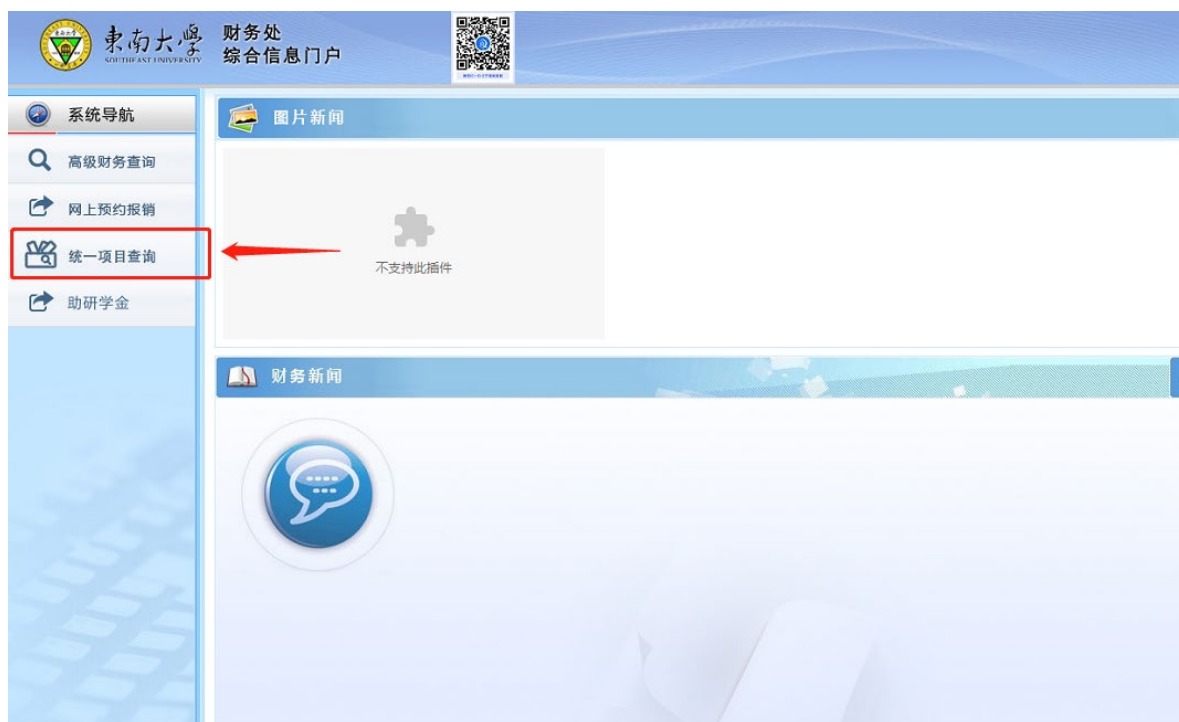 東南大學
SOUTHEAST UNIVERSITY
财务处
综合信息门户
系统导航
高级财务查询
网上预约报销
统一项目查询
助研学金
图片新闻
不支持此插件
财务新闻